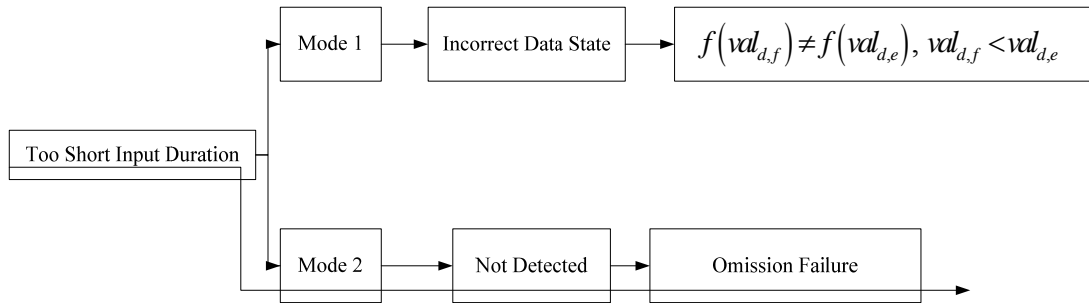 Mode 1
Incorrect Data State
f(val_{d,f}) ≠ f(val_{d,e}), val_{d,f} < val_{d,e}
Too Short Input Duration
Mode 2
Not Detected
Omission Failure